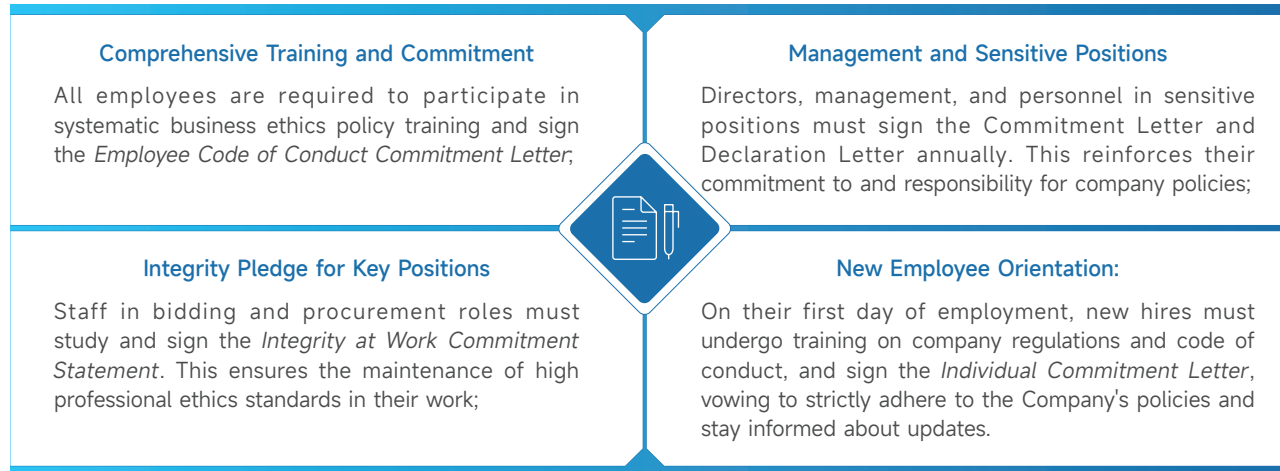 Comprehensive Training and Commitment
All employees are required to participate in
systematic business ethics policy training and sign
the Employee Code of Conduct Commitment Letter;
Management and Sensitive Positions
Directors, management, and personnel in sensitive
positions must sign the Commitment Letter and
Declaration Letter annually. This reinforces their
commitment to and responsibility for company policies;
Integrity Pledge for Key Positions
Staff in bidding and procurement roles must
study and sign the Integrity at Work Commitment
Statement. This ensures the maintenance of high
professional ethics standards in their work;
New Employee Orientation:
On their first day of employment, new hires must
undergo training on company regulations and code of
conduct, and sign the Individual Commitment Letter,
vowing to strictly adhere to the Company's policies and
stay informed about updates.